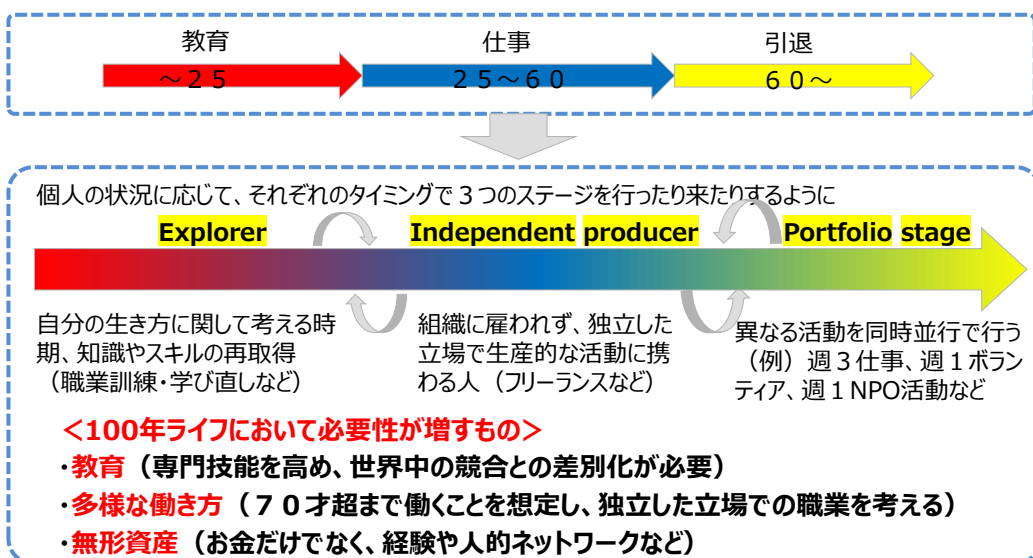 教育 仕事 引退
～２５ ２５～６０ ６０～
個人の状況に応じて、それぞれのタイミングで３つのステージを行ったり来たりするように
Explorer Independent producer Portfolio stage
自分の生き方に関して考える時
期、知識やスキルの再取得
（職業訓練・学び直しなど）
組織に雇われず、独立した
立場で生産的な活動に携
わる人（フリーランスなど）
異なる活動を同時並行で行う
（例）週３仕事、週１ボラン
ティア、週１NPO活動など
＜100年ライフにおいて必要性が増すもの＞
・教育（専門技能を高め、世界中の競合との差別化が必要）
・多様な働き方（７０才超まで働くことを想定し、独立した立場での職業を考える）
・無形資産（お金だけでなく、経験や人的ネットワークなど）